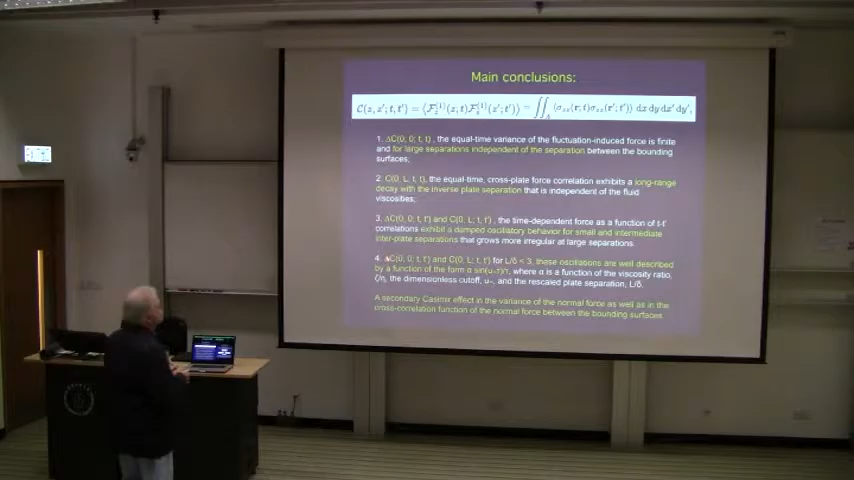 Main conclusions:
C(z, z'; t, t') = ⟨F_z^(1)(z; t)F_z^(1)(z'; t')⟩ = ∬_A ⟨σ_zz(r; t)σ_zz(r'; t')⟩ dx dy dx' dy',
1. ΔC(0, 0; t, t), the equal-time variance of the fluctuation-induced force is finite
and for large separations independent of the separation between the bounding
surfaces;
2. C(0, L; t, t), the equal-time, cross-plate force correlation exhibits a long-range
decay with the inverse plate separation that is independent of the fluid
viscosities;
3. ΔC(0, 0; t, t') and C(0, L; t, t'), the time-dependent force as a function of t-t'
correlations exhibit a damped oscillatory behavior for small and intermediate
inter-plate separations that grows more irregular at large separations.
4. ΔC(0, 0; t, t') and C(0, L; t, t') for L/δ < 3, these oscillations are well described
by a function of the form α sin(u∞τ)/τ, where α is a function of the viscosity ratio,
ζ/η, the dimensionless cutoff, u∞, and the rescaled plate separation, L/δ.
A secondary Casimir effect in the variance of the normal force as well as in the
cross-correlation function of the normal force between the bounding surfaces